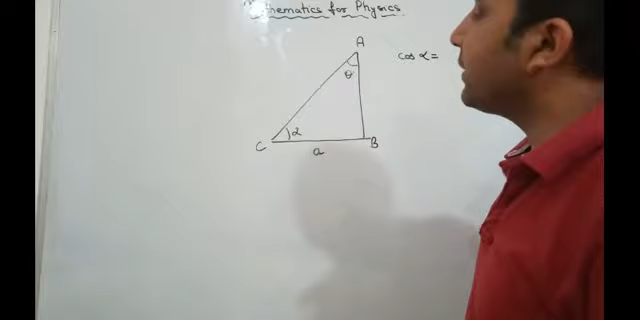 Mathematics for Physics
A
cos α =
θ
α
C
B
a